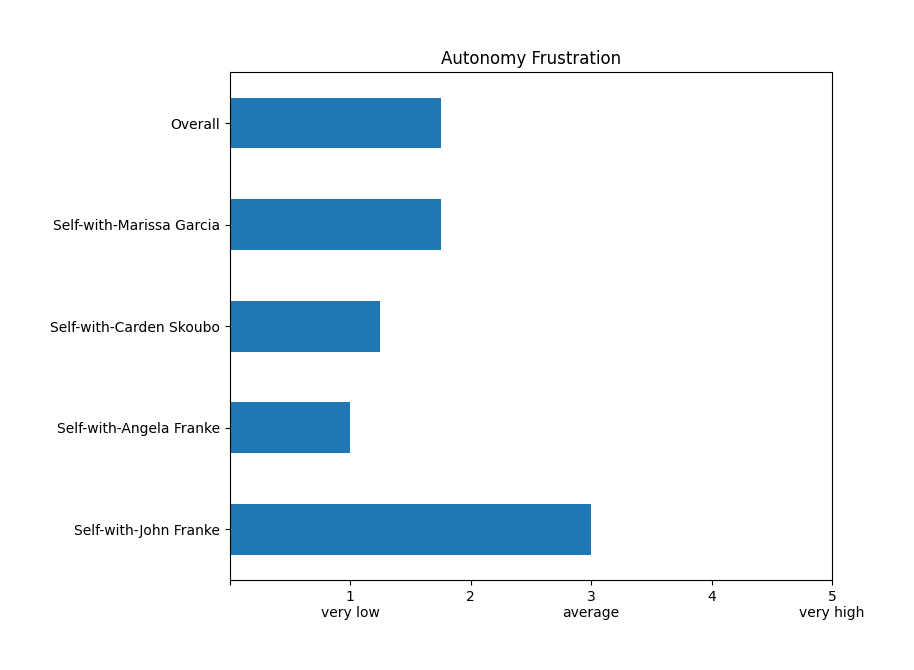 Autonomy Frustration
Overall
Self-with-Marissa Garcia
Self-with-Carden Skoubo
Self-with-Angela Franke
Self-with-John Franke
1 2 3 4 5
very low average very high